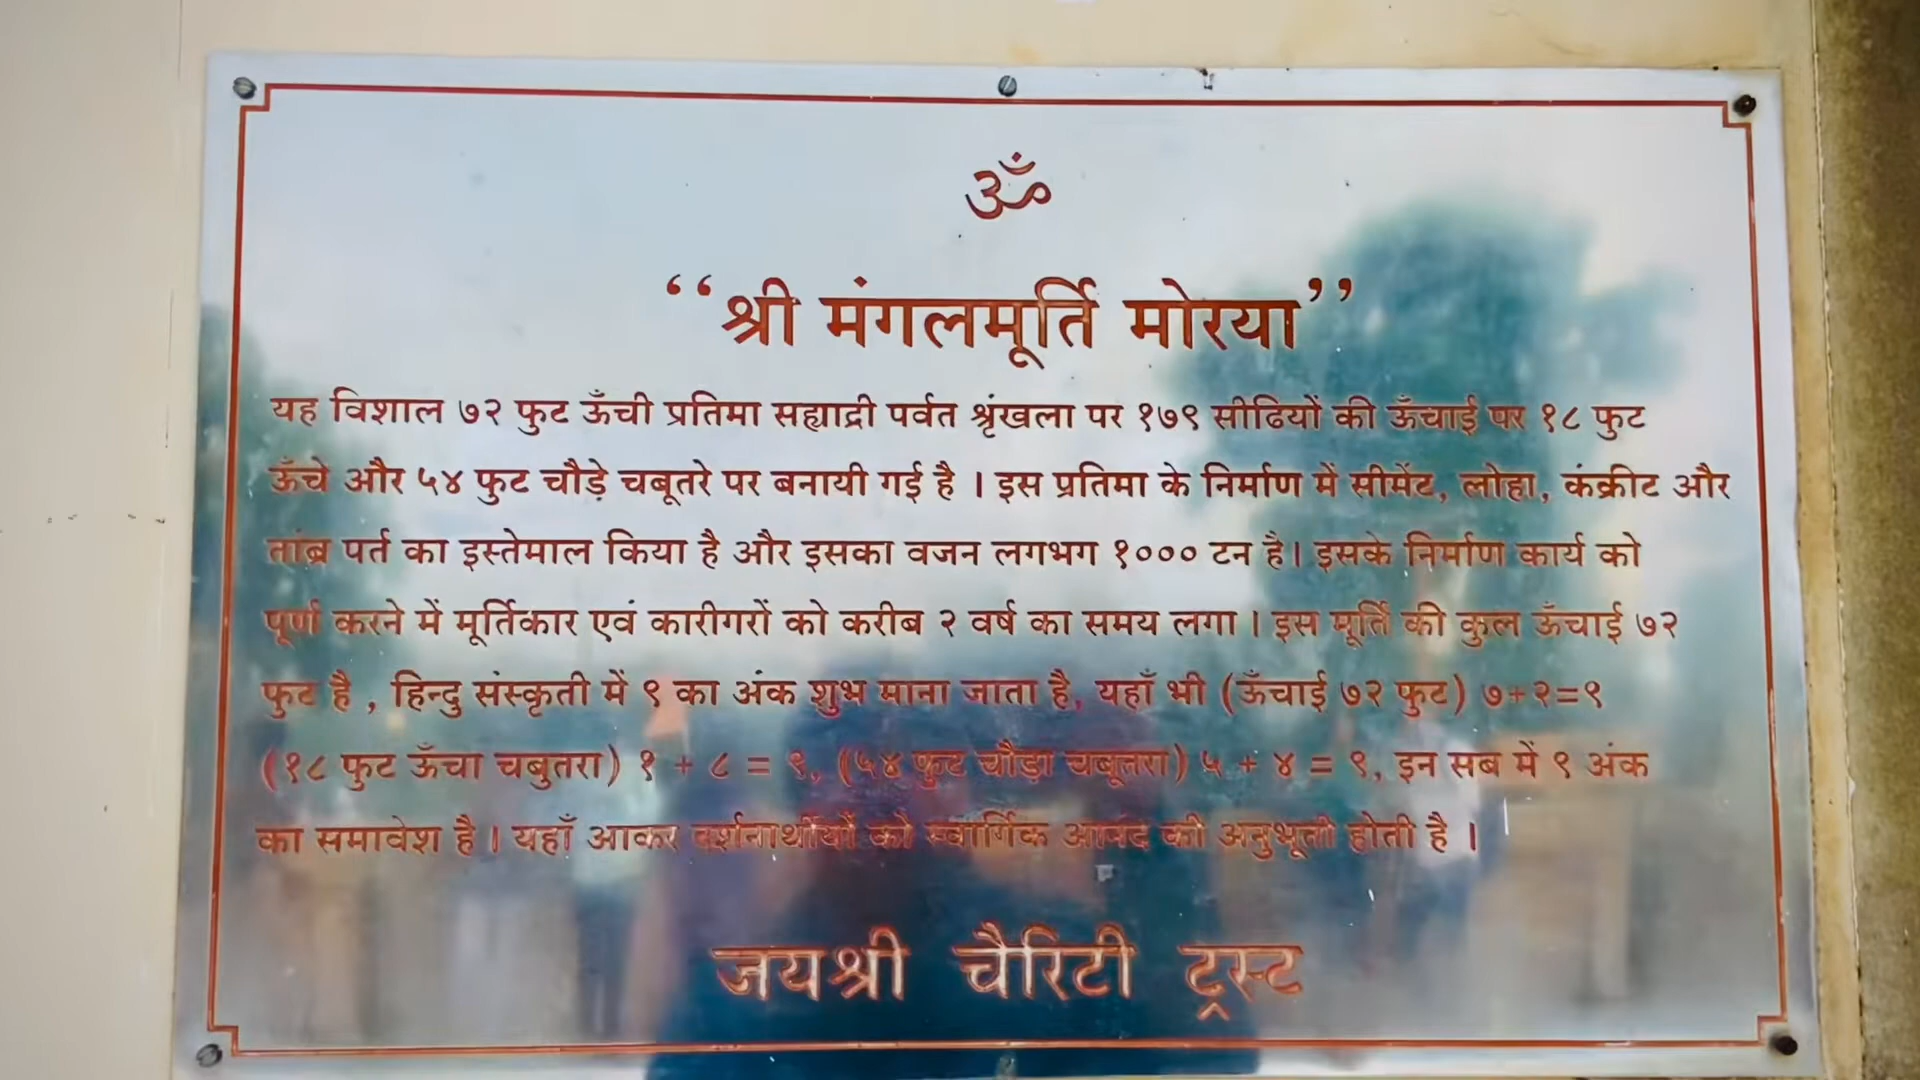 ॐ
“श्री मंगलमूर्ति मोरया”
यह विशाल ७२ फुट ऊँची प्रतिमा सह्याद्री पर्वत श्रृंखला पर १७९ सीढियों की ऊँचाई पर १८ फुट
ऊँचे और ५४ फुट चौड़े चबूतरे पर बनायी गई है । इस प्रतिमा के निर्माण में सीमेंट, लोहा, कंक्रीट और
तांब्र पर्त का इस्तेमाल किया है और इसका वजन लगभग १००० टन है। इसके निर्माण कार्य को
पूर्ण करने में मूर्तिकार एवं कारीगरों को करीब २ वर्ष का समय लगा । इस मूर्ति की कुल ऊँचाई ७२
फुट है , हिन्दु संस्कृती में ९ का अंक शुभ माना जाता है, यहाँ भी (ऊँचाई ७२ फुट) ७+२=९
(१८ फुट ऊँचा चबुतरा) १ + ८ = ९, (५४ फुट चौड़ा चबूतरा) ५ + ४ = ९, इन सब में ९ अंक
का समावेश है । यहाँ आकर दर्शनार्थीयों को स्वार्गिक आनंद की अनुभूती होती है ।
जयश्री चैरिटी ट्रस्ट